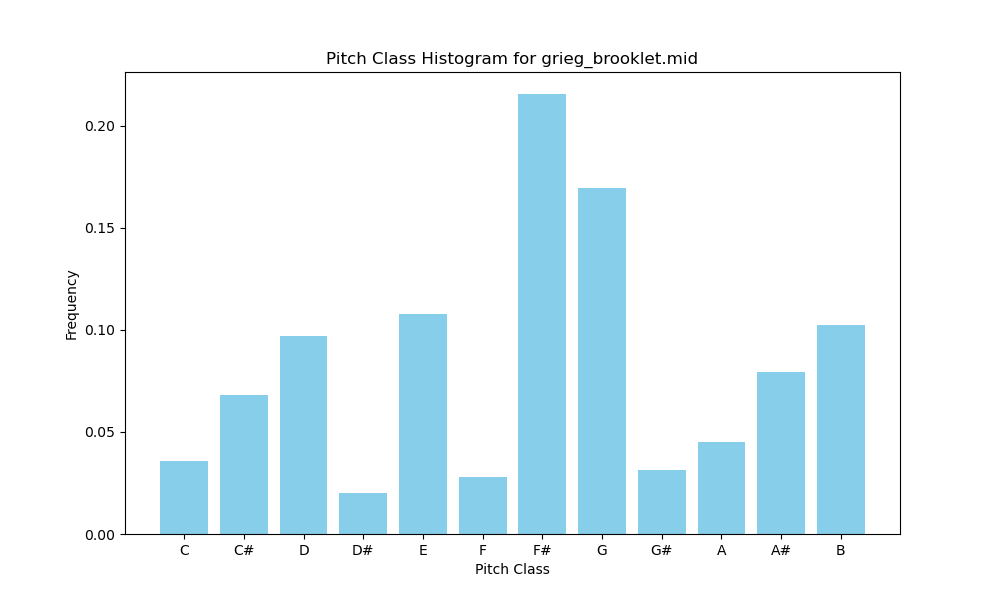 Pitch Class Histogram for grieg_brooklet.mid
Frequency
0.20
0.15
0.10
0.05
0.00
C C# D D# E F F# G G# A A# B
Pitch Class